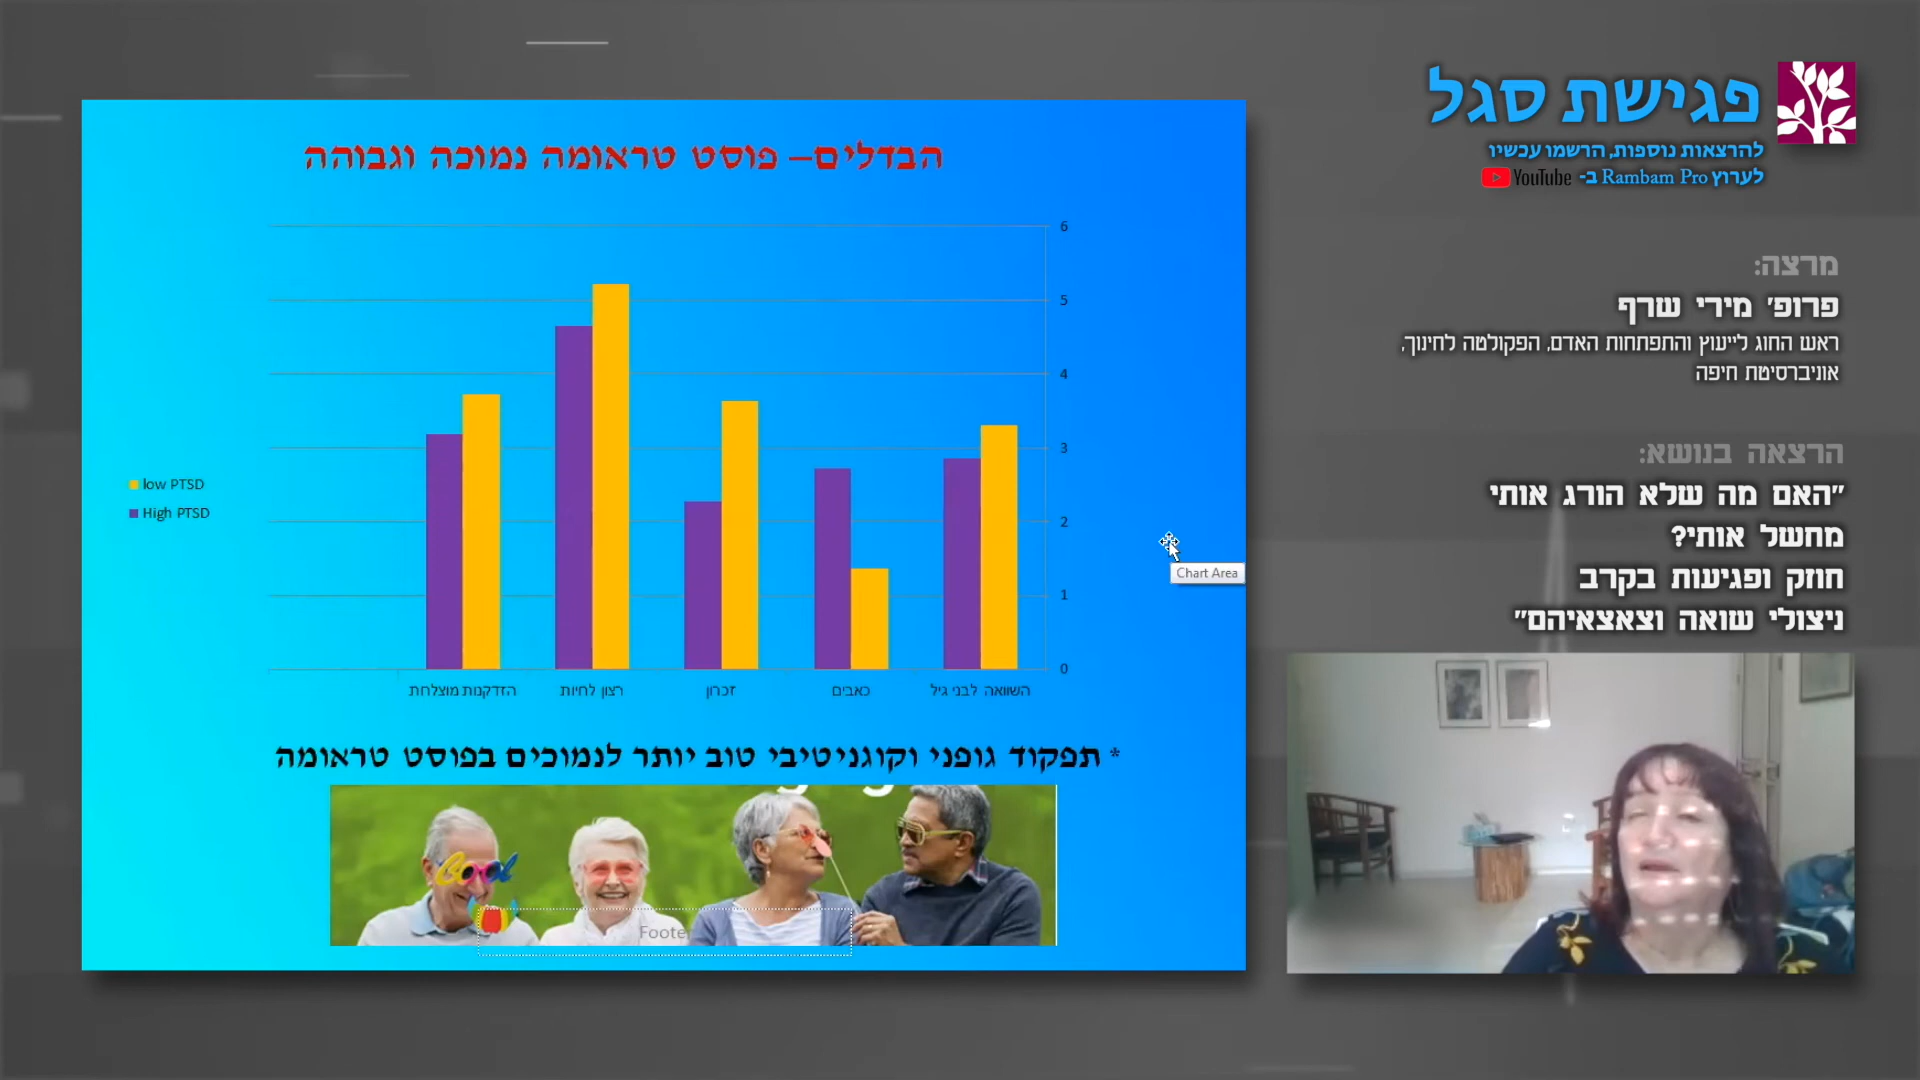 פגישת סגל
להרצאות נוספות, הרשמו עכשיו
לערוץ Rambam Pro ב- YouTube
מרצה:
פרופ' מירי שרף
ראש החוג לייעוץ והתפתחות האדם, הפקולטה לחינוך,
אוניברסיטת חיפה
הרצאה בנושא:
"האם מה שלא הורג אותי
מחשל אותי?
חוזק ופגיעות בקרב
ניצולי שואה וצאצאיהם"
הבדלים– פוסט טראומה נמוכה וגבוהה
6
5
4
3
2
1
0
השוואה לבני גיל
כאבים
זכרון
רצון לחיות
הזדקנות מוצלחת
low PTSD
High PTSD
Chart Area
* תפקוד גופני וקוגניטיבי טוב יותר לנמוכים בפוסט טראומה
Cool
Footer